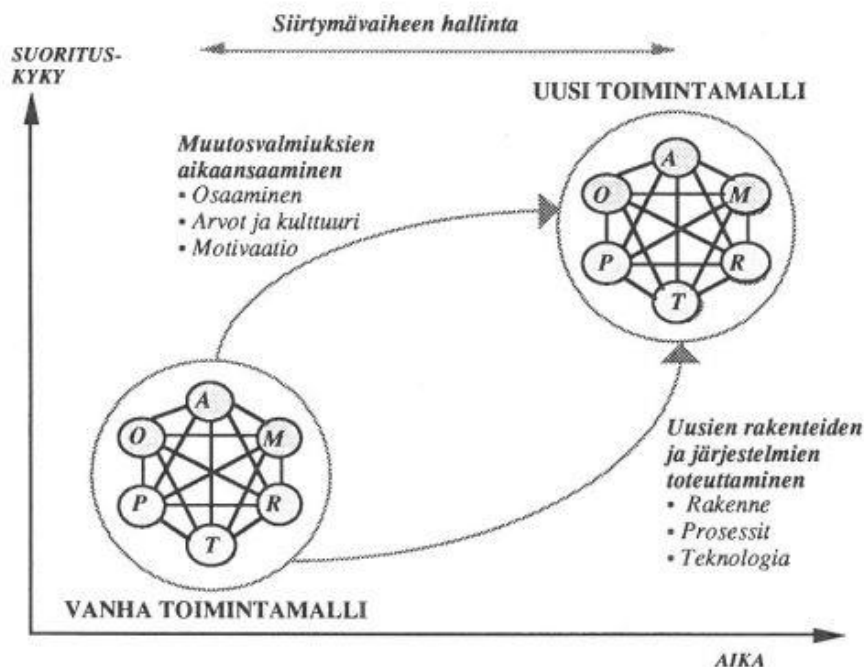 Siirtymävaiheen hallinta
SUORITUS-
KYKY
UUSI TOIMINTAMALLI
Muutosvalmiuksien
aikaansaaminen
▪ Osaaminen
▪ Arvot ja kulttuuri
▪ Motivaatio
A
O
M
P
R
T
A
O
M
P
R
T
Uusien rakenteiden
ja järjestelmien
toteuttaminen
▪ Rakenne
▪ Prosessit
▪ Teknologia
VANHA TOIMINTAMALLI
AIKA